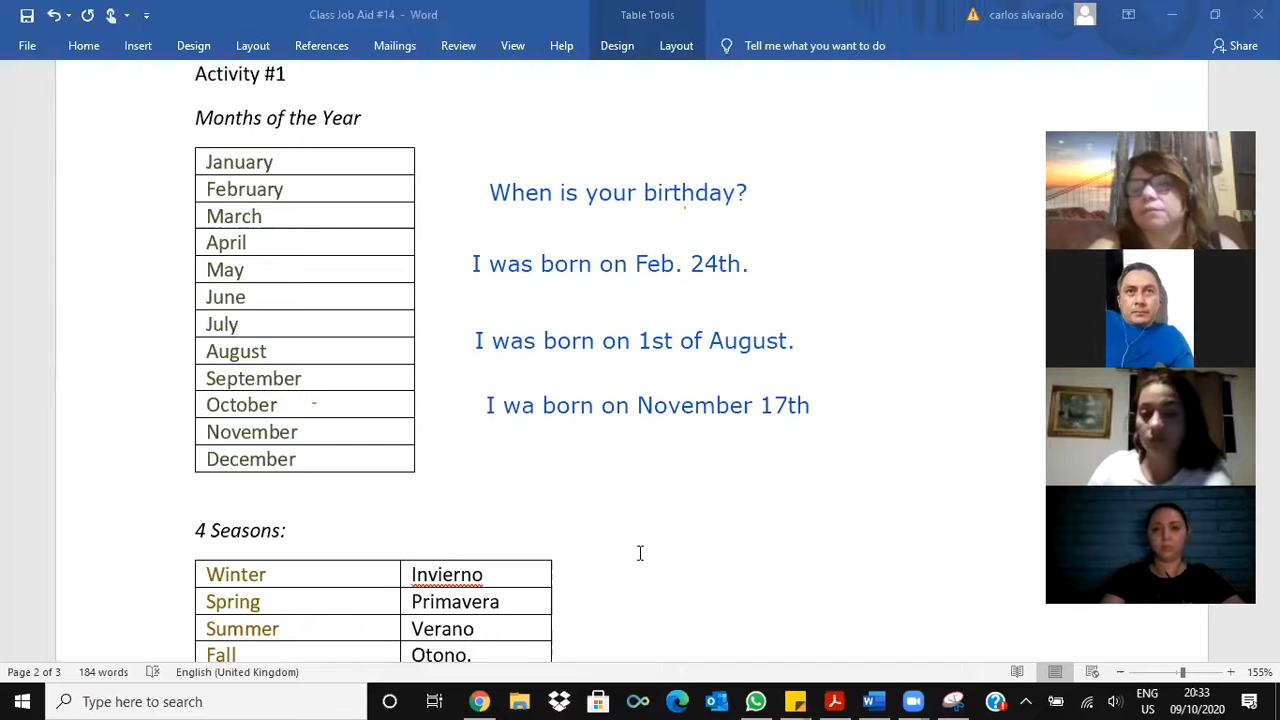 Class Job Aid #14 - Word
Table Tools
carlos alvarado
File Home Insert Design Layout References Mailings Review View Help Design Layout Tell me what you want to do Share
Activity #1
Months of the Year
January
February
March
April
May
June
July
August
September
October
November
December
When is your birthday?
I was born on Feb. 24th.
I was born on 1st of August.
I wa born on November 17th
4 Seasons:
Winter Invierno
Spring Primavera
Summer Verano
Fall Otono.
Page 2 of 3 184 words English (United Kingdom) 155%
Type here to search
ENG
US
20:33
09/10/2020